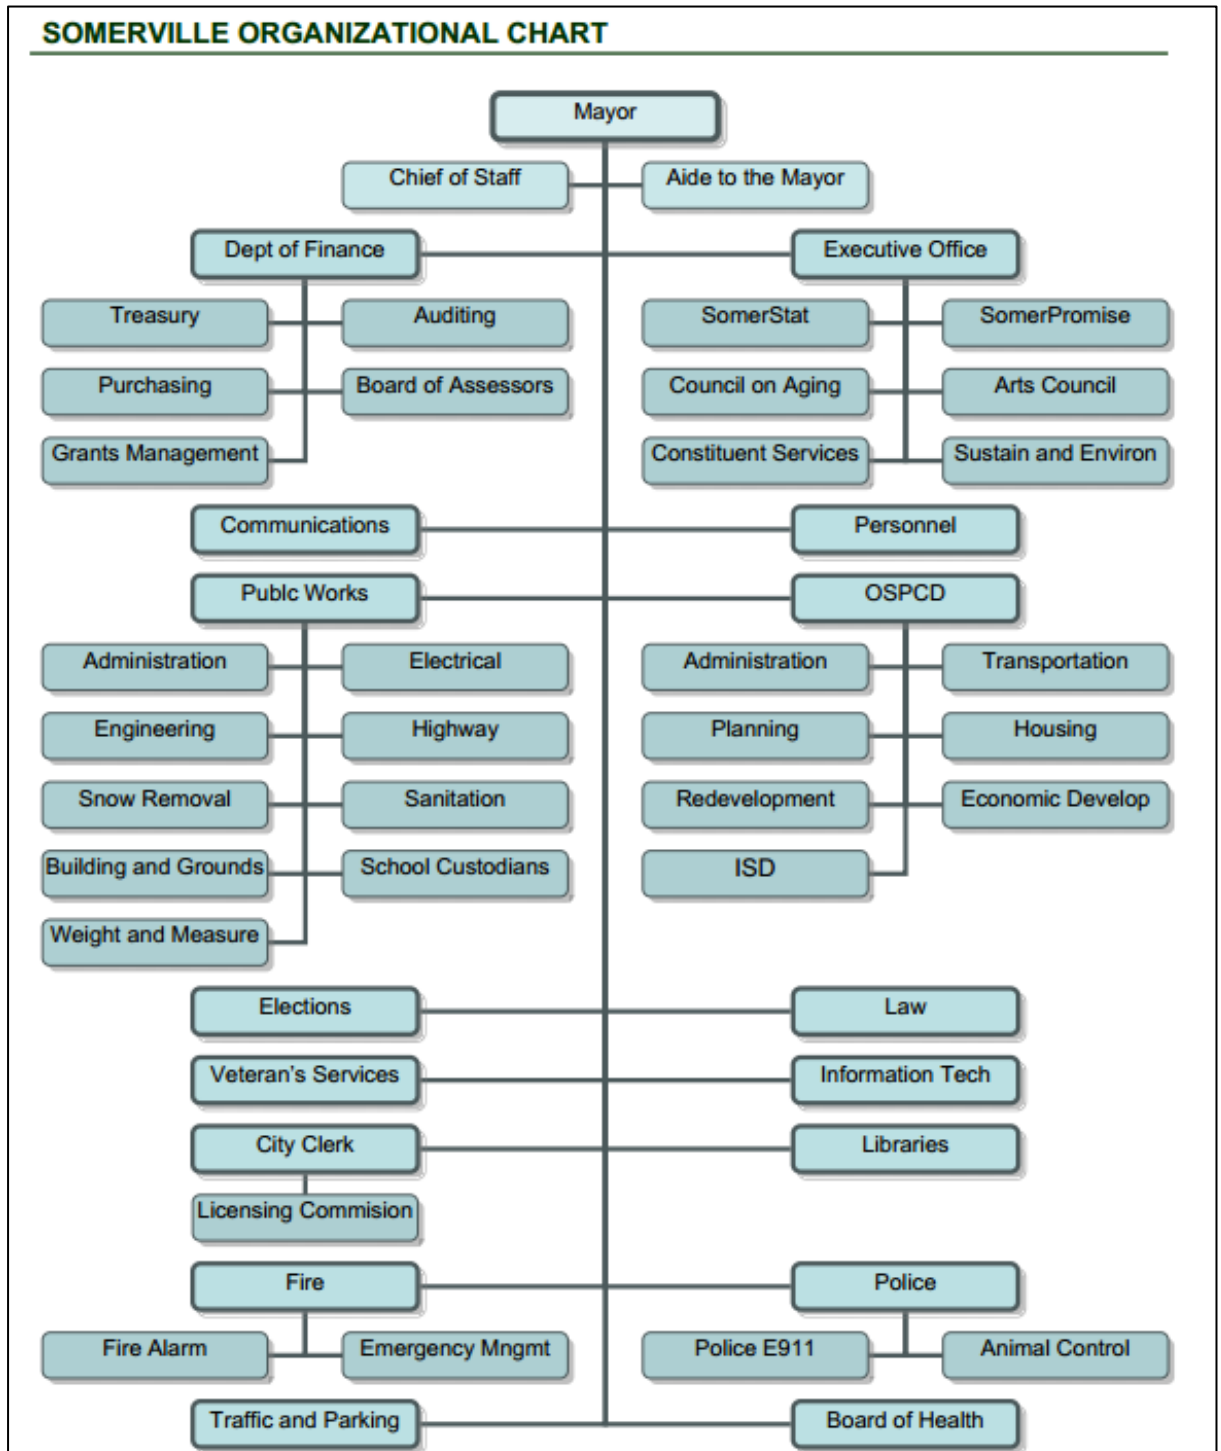 SOMERVILLE ORGANIZATIONAL CHART
Mayor
Chief of Staff
Aide to the Mayor
Dept of Finance
Executive Office
Treasury
Auditing
SomerStat
SomerPromise
Purchasing
Board of Assessors
Council on Aging
Arts Council
Grants Management
Constituent Services
Sustain and Environ
Communications
Personnel
Publc Works
OSPCD
Administration
Electrical
Administration
Transportation
Engineering
Highway
Planning
Housing
Snow Removal
Sanitation
Redevelopment
Economic Develop
Building and Grounds
School Custodians
ISD
Weight and Measure
Elections
Law
Veteran's Services
Information Tech
City Clerk
Libraries
Licensing Commision
Fire
Police
Fire Alarm
Emergency Mngmt
Police E911
Animal Control
Traffic and Parking
Board of Health